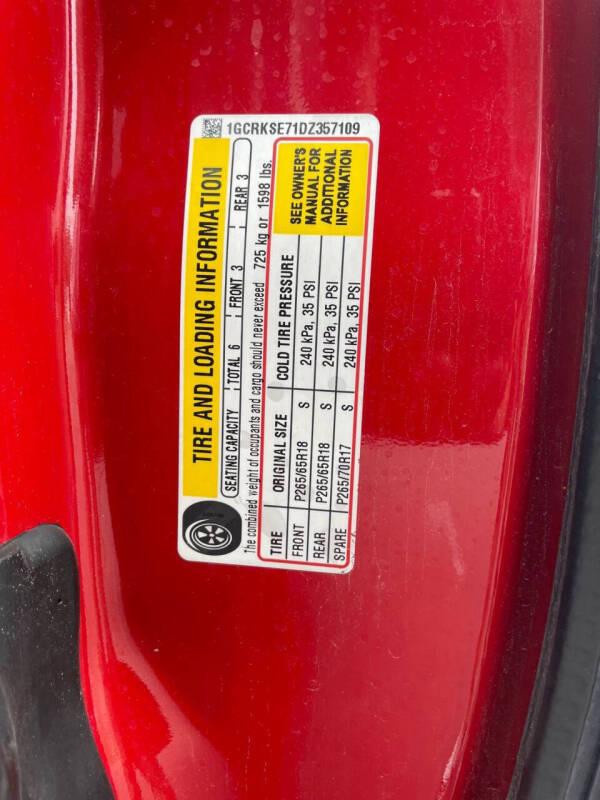 1GCRKSE71DZ357109
TIRE AND LOADING INFORMATION
SEATING CAPACITY TOTAL 6 FRONT 3 REAR 3
The combined weight of occupants and cargo should never exceed 725 kg or 1598 lbs.
TIRE ORIGINAL SIZE COLD TIRE PRESSURE
FRONT P265/65R18 S 240 kPa, 35 PSI
REAR P265/65R18 S 240 kPa, 35 PSI
SPARE P265/70R17 S 240 kPa, 35 PSI
SEE OWNER'S
MANUAL FOR
ADDITIONAL
INFORMATION